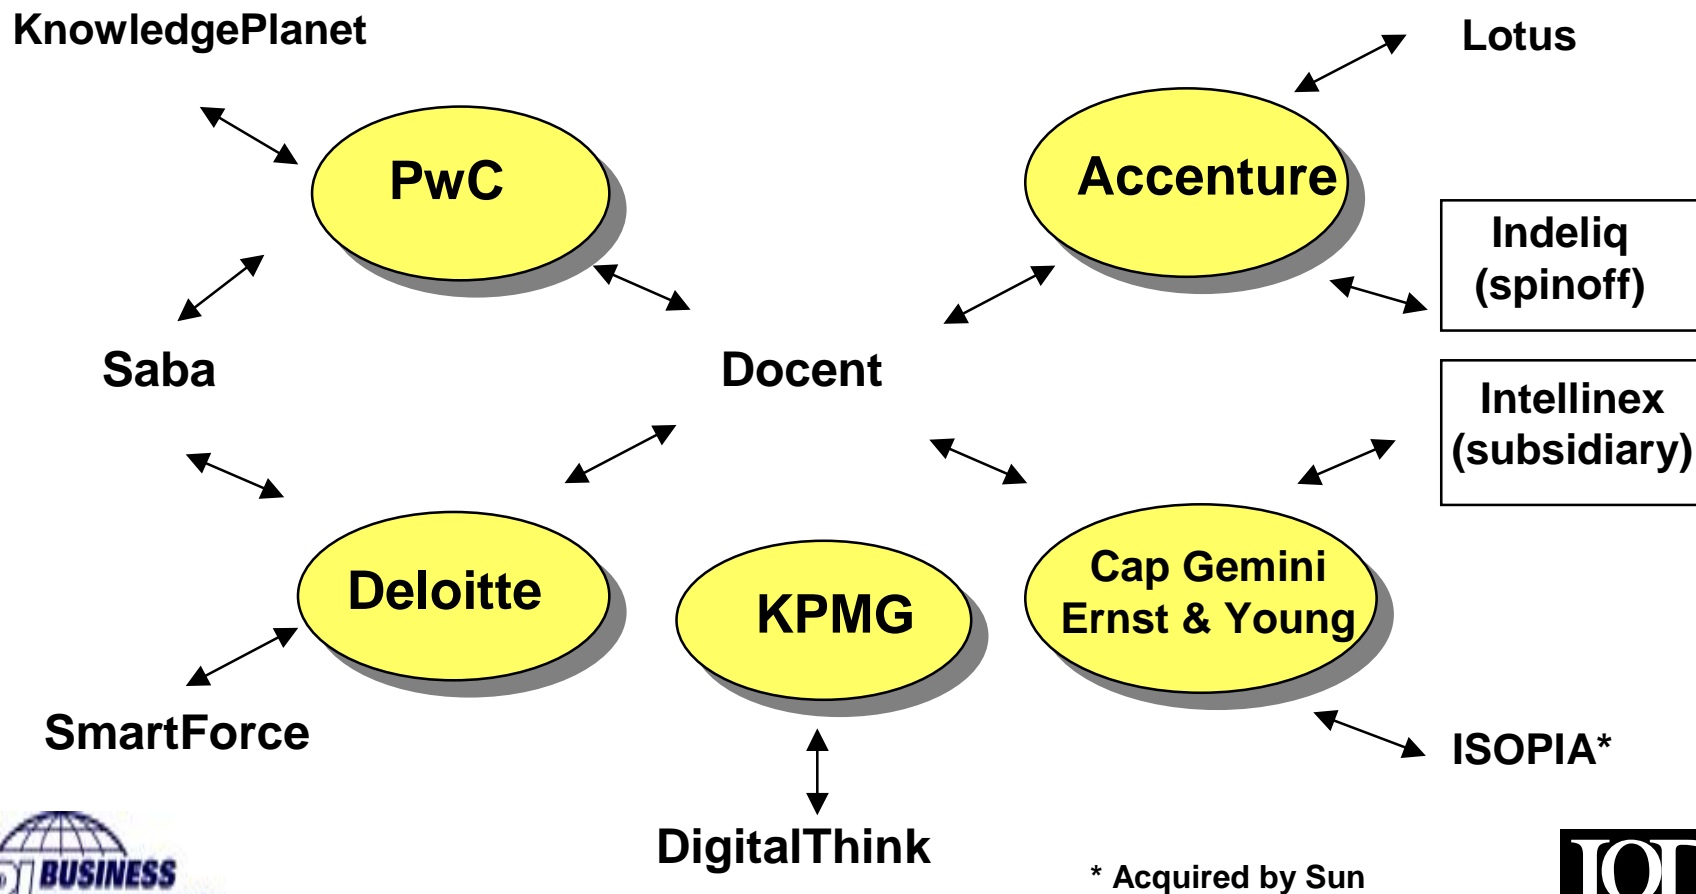 KnowledgePlanet
Lotus
PwC
Accenture
Indeliq
(spinoff)
Saba
Docent
Intellinex
(subsidiary)
Deloitte
KPMG
Cap Gemini
Ernst & Young
SmartForce
ISOPIA*
DigitalThink
* Acquired by Sun
BUSINESS